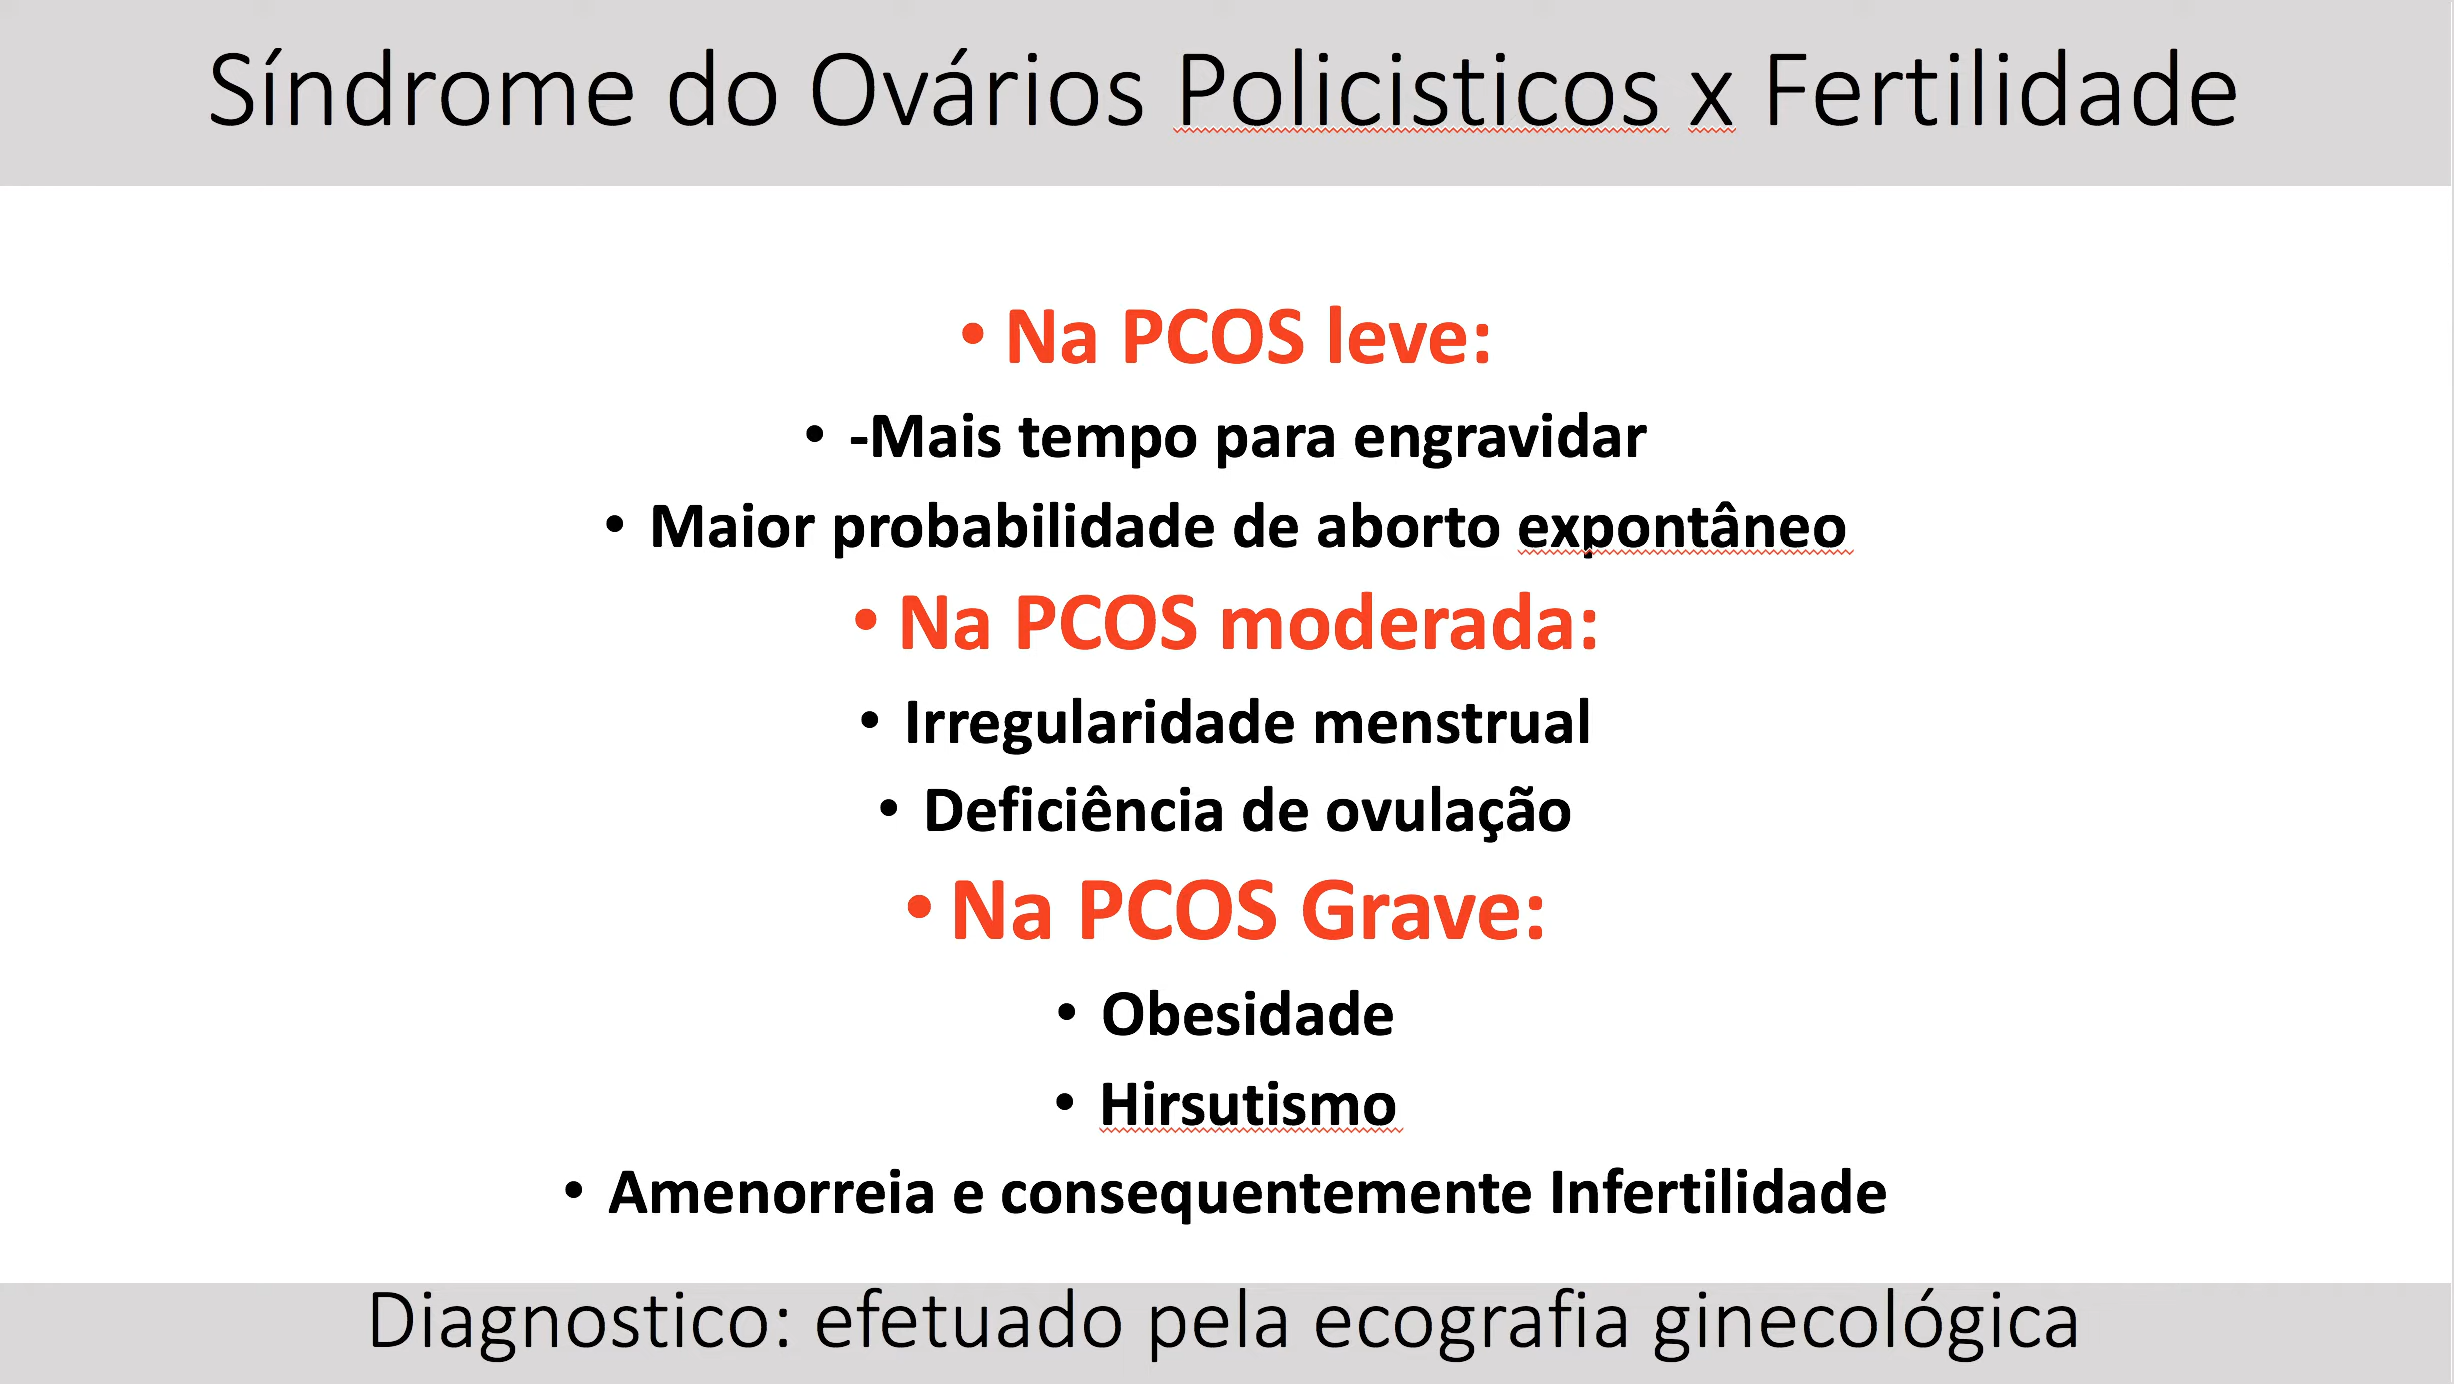 Síndrome do Ovários Policisticos x Fertilidade
• Na PCOS leve:
• -Mais tempo para engravidar
• Maior probabilidade de aborto expontâneo
• Na PCOS moderada:
• Irregularidade menstrual
• Deficiência de ovulação
• Na PCOS Grave:
• Obesidade
• Hirsutismo
• Amenorreia e consequentemente Infertilidade
Diagnostico: efetuado pela ecografia ginecológica